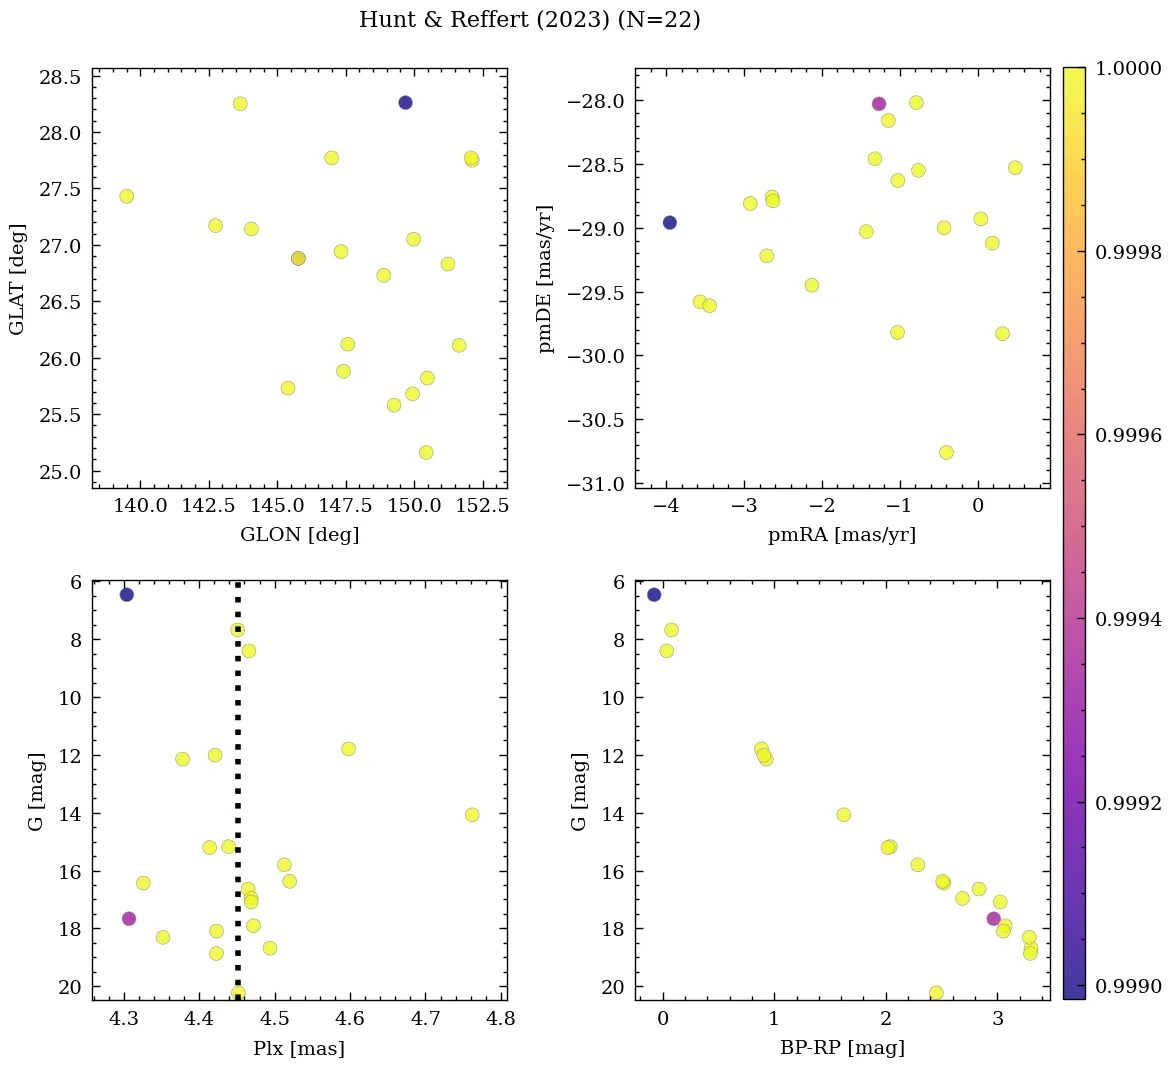 Hunt & Reffert (2023) (N=22)
28.5
28.0
27.5
27.0
26.5
26.0
25.5
25.0
GLAT [deg]
140.0 142.5 145.0 147.5 150.0 152.5
GLON [deg]
−28.0
−28.5
−29.0
−29.5
−30.0
−30.5
−31.0
pmDE [mas/yr]
−4 −3 −2 −1 0
pmRA [mas/yr]
6
8
10
12
14
16
18
20
G [mag]
4.3 4.4 4.5 4.6 4.7 4.8
Plx [mas]
6
8
10
12
14
16
18
20
G [mag]
0 1 2 3
BP-RP [mag]
1.0000
0.9998
0.9996
0.9994
0.9992
0.9990